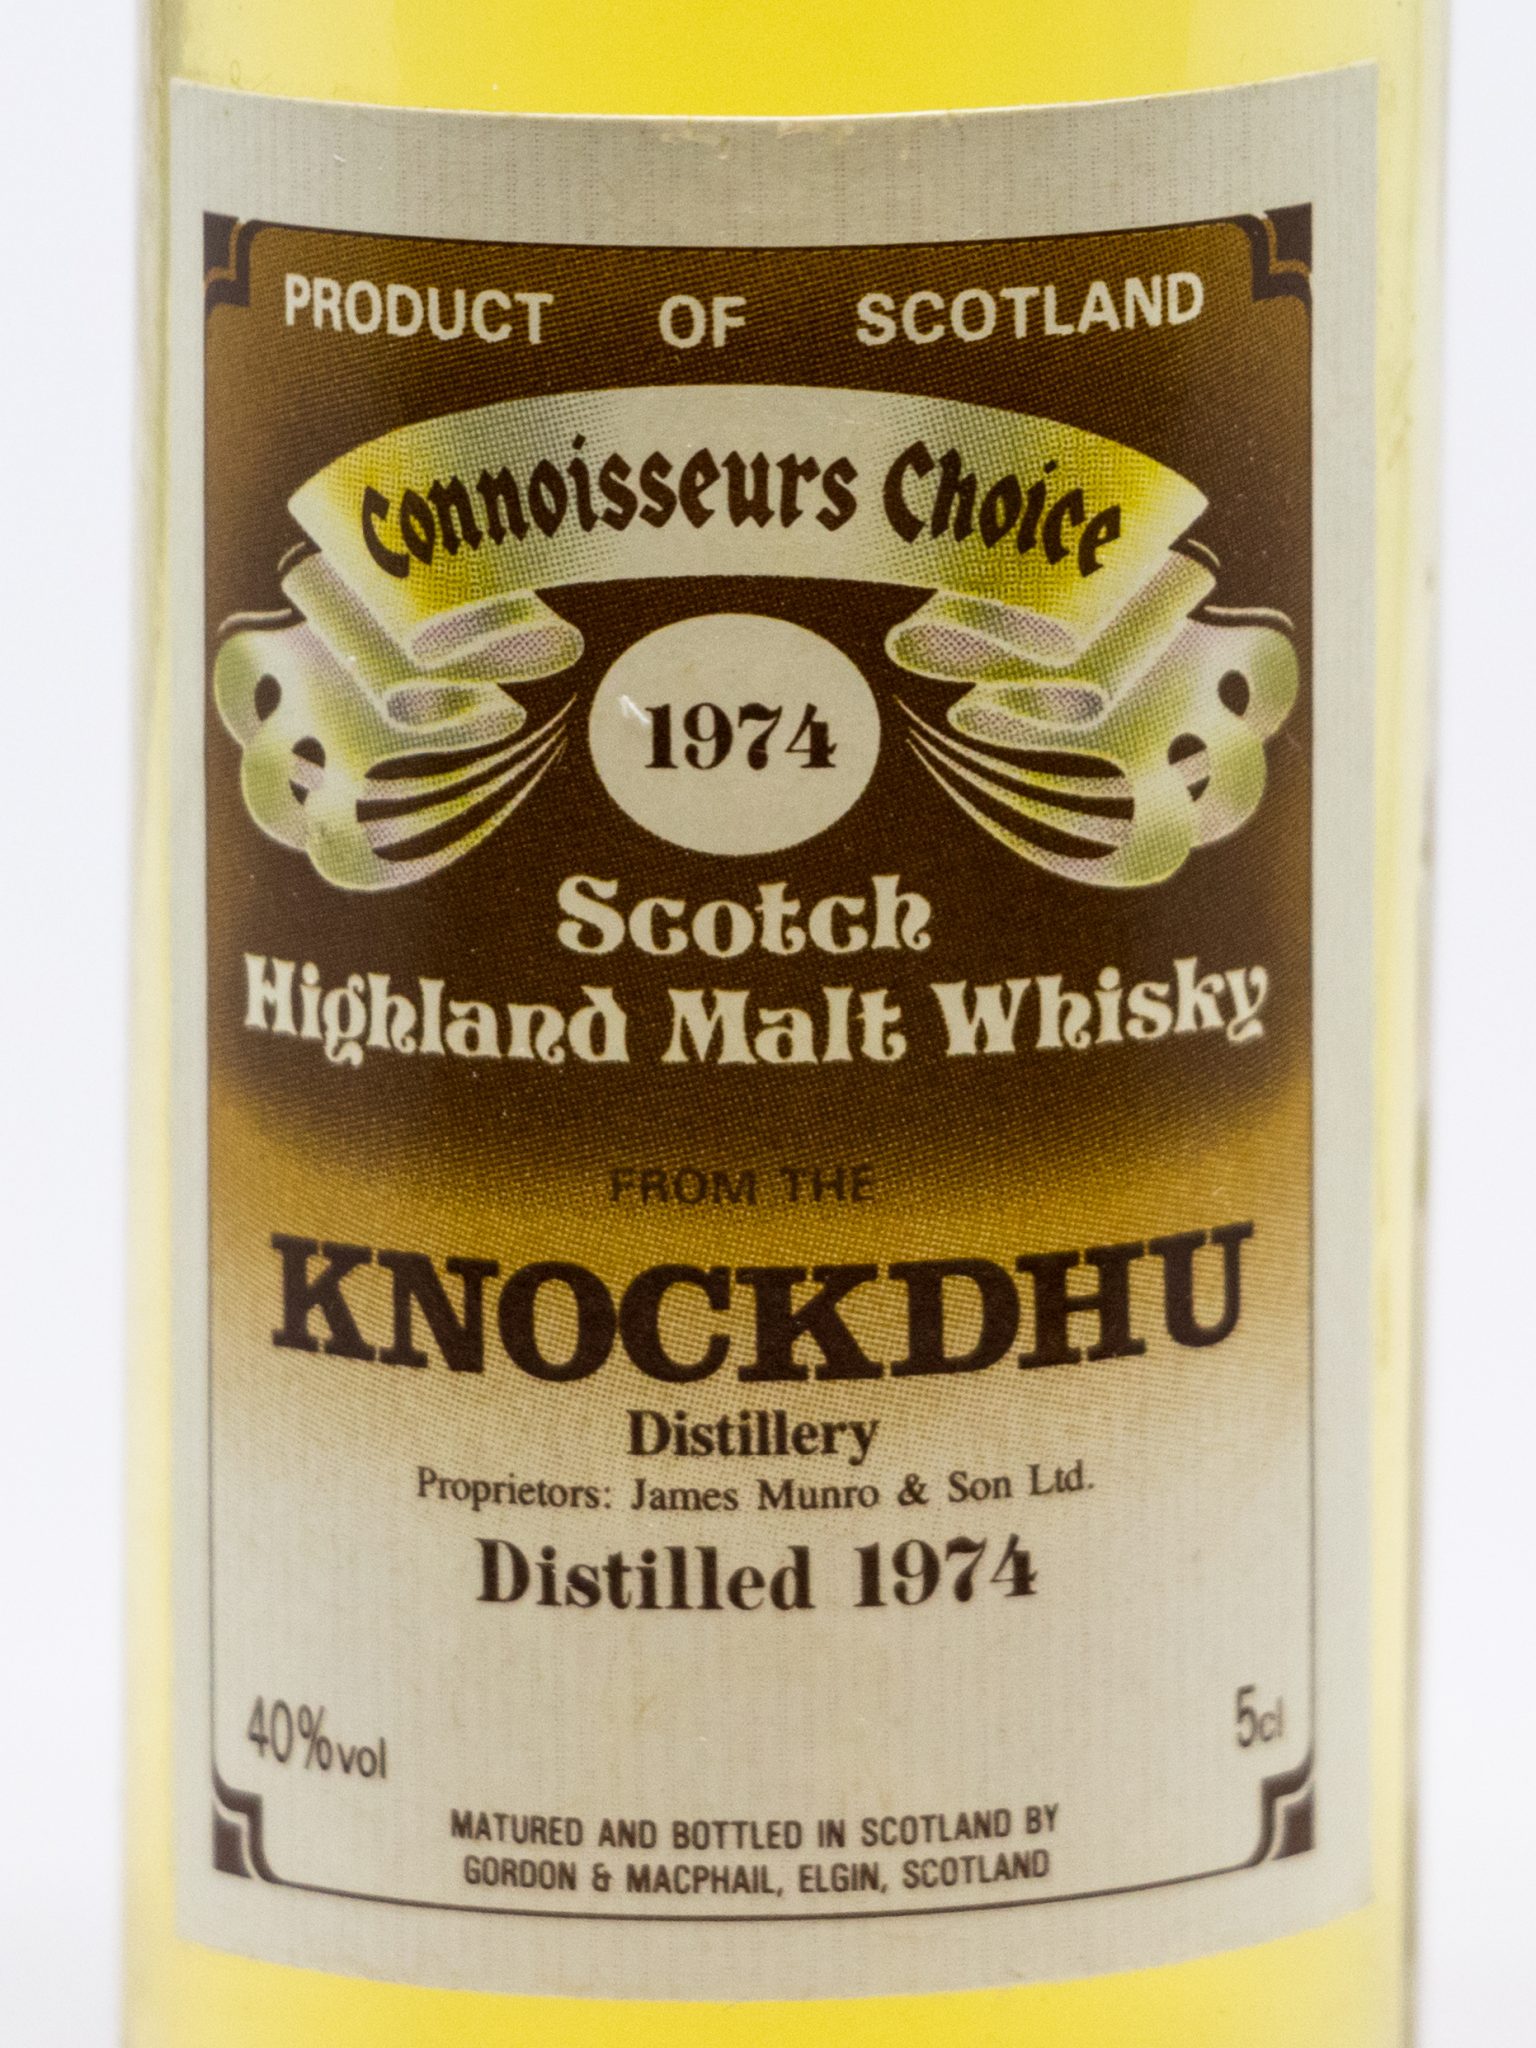 PRODUCT OF SCOTLAND
Connoisseurs Choice
1974
Scotch
Highland Malt Whisky
FROM THE
KNOCKDHU
Distillery
Proprietors: James Munro & Son Ltd.
Distilled 1974
40% vol 5cl
MATURED AND BOTTLED IN SCOTLAND BY
GORDON & MACPHAIL, ELGIN, SCOTLAND